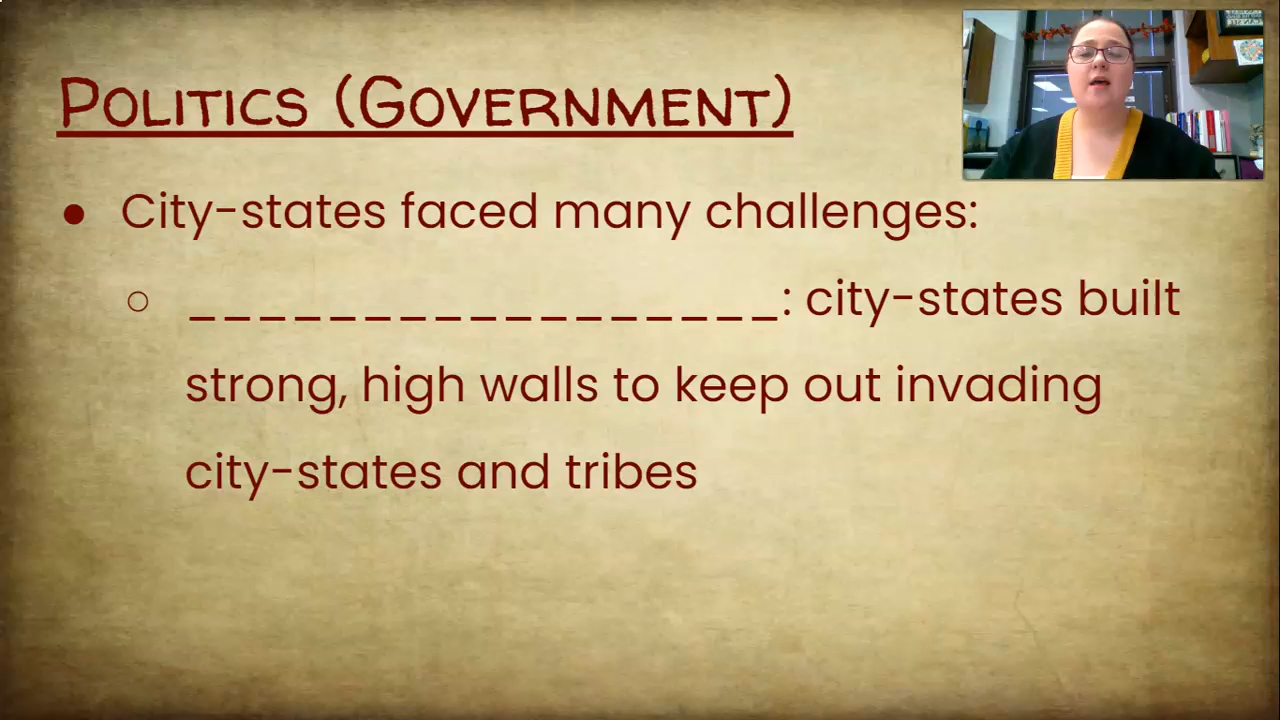 Politics (Government)
● City-states faced many challenges:
○ _________________: city-states built
strong, high walls to keep out invading
city-states and tribes